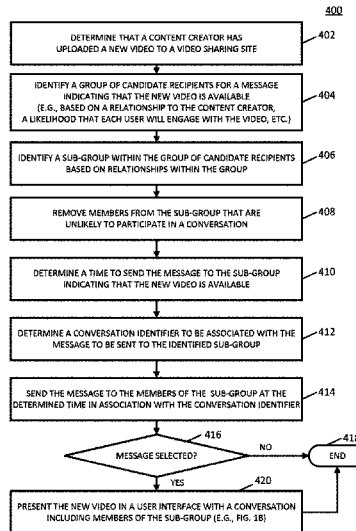 400
DETERMINE THAT A CONTENT CREATOR HAS
UPLOADED A NEW VIDEO TO A VIDEO SHARING SITE
402
IDENTIFY A GROUP OF CANDIDATE RECIPIENTS FOR A MESSAGE
INDICATING THAT THE NEW VIDEO IS AVAILABLE
(E.G., BASED ON A RELATIONSHIP TO THE CONTENT CREATOR,
A LIKELIHOOD THAT EACH USER WILL ENGAGE WITH THE VIDEO, ETC.)
404
IDENTIFY A SUB-GROUP WITHIN THE GROUP OF CANDIDATE RECIPIENTS
BASED ON RELATIONSHIPS WITHIN THE GROUP
406
REMOVE MEMBERS FROM THE SUB-GROUP THAT ARE
UNLIKELY TO PARTICIPATE IN A CONVERSATION
408
DETERMINE A TIME TO SEND THE MESSAGE TO THE SUB-GROUP
INDICATING THAT THE NEW VIDEO IS AVAILABLE
410
DETERMINE A CONVERSATION IDENTIFIER TO BE ASSOCIATED WITH THE
MESSAGE TO BE SENT TO THE IDENTIFIED SUB-GROUP
412
SEND THE MESSAGE TO THE MEMBERS OF THE SUB-GROUP AT THE
DETERMINED TIME IN ASSOCIATION WITH THE CONVERSATION IDENTIFIER
414
416
MESSAGE SELECTED?
NO
418
END
YES
420
PRESENT THE NEW VIDEO IN A USER INTERFACE WITH A CONVERSATION
INCLUDING MEMBERS OF THE SUB-GROUP (E.G., FIG. 1B)